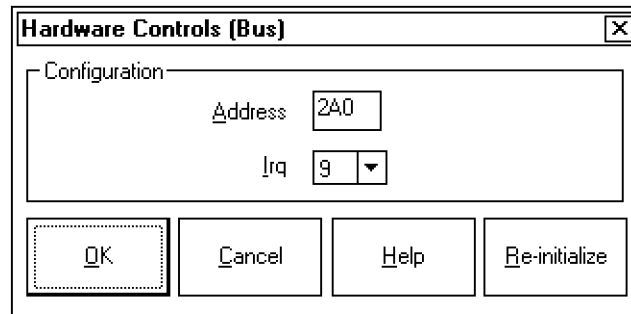 Hardware Controls (Bus)
Configuration
Address 2A0
Irq 9
OK Cancel Help Re-initialize